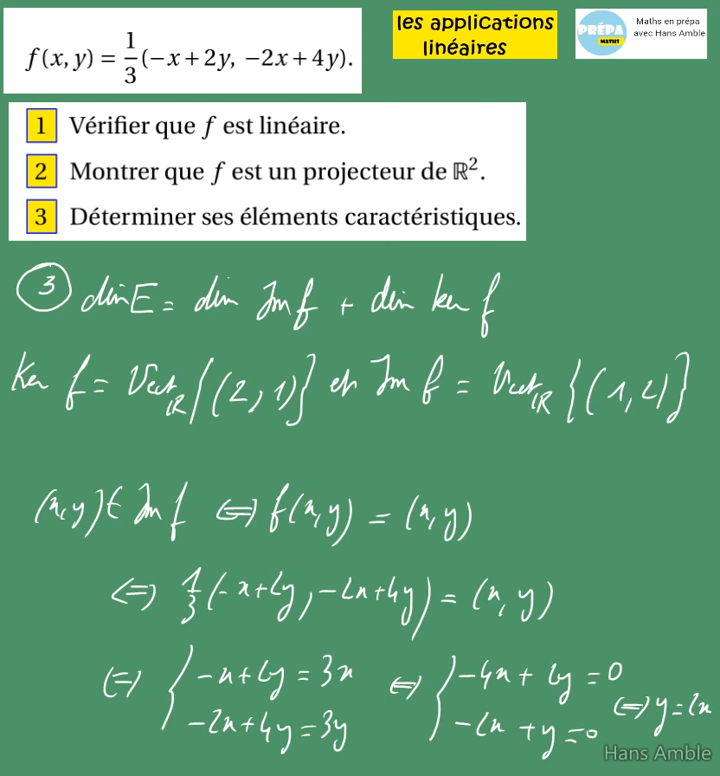 les applications
linéaires
PRÉPA
MATHS
Maths en prépa
avec Hans Amble
f(x, y) = 1/3(−x+2y, −2x+4y).
1 Vérifier que f est linéaire.
2 Montrer que f est un projecteur de ℝ².
3 Déterminer ses éléments caractéristiques.
③ dim E = dim Im f + dim ker f
Ker f = Vect_ℝ{(2,1)} et Im f = Vect_ℝ{(1,2)}
(x,y) ∈ Im f ⇔ f(x,y) = (x,y)
⇔ 1/3(−x+2y, −2x+4y) = (x, y)
⇔ { −x+2y = 3x ⇔ { −4x + 2y = 0
−2x+4y = 3y −2x + y = 0 ⇔ y = 2x
Hans Amble